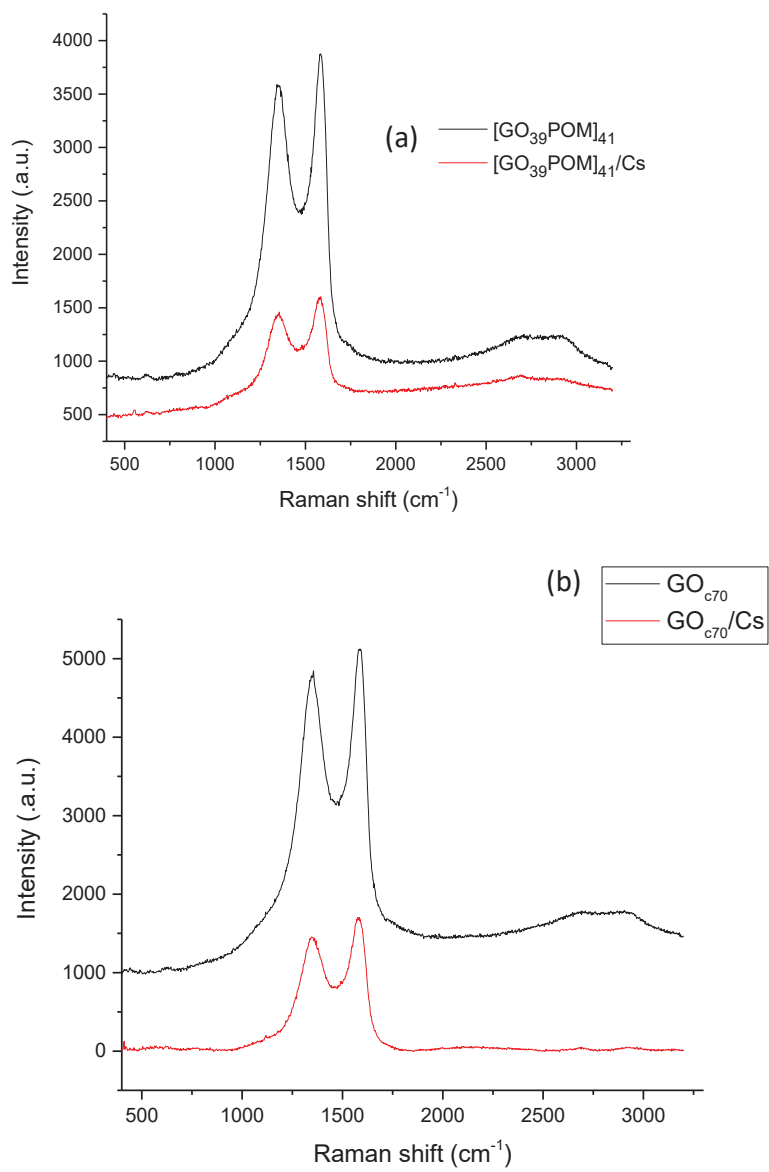 4000
3500
3000
2500
2000
1500
1000
500
Intensity (.a.u.)
(a)
[GO39POM]41
[GO39POM]41/Cs
500 1000 1500 2000 2500 3000
Raman shift (cm-1)
(b)
GOc70
GOc70/Cs
5000
4000
3000
2000
1000
0
Intensity (.a.u.)
500 1000 1500 2000 2500 3000
Raman shift (cm-1)